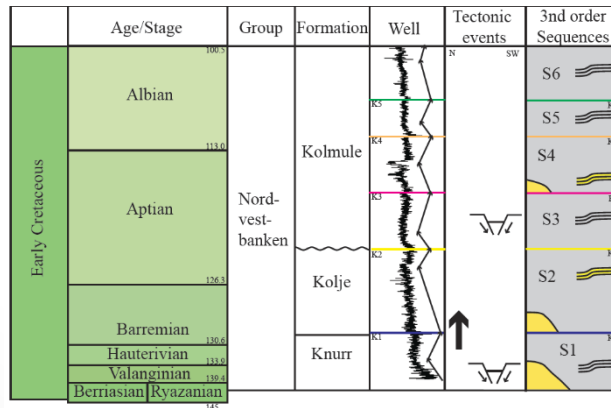 Age/Stage
Group
Formation
Well
Tectonic
events
3nd order
Sequences
Early Cretaceous
100.5
Albian
113.0
Aptian
126.3
Barremian
130.6
Hauterivian
133.9
Valanginian
139.4
Berriasian
Ryazanian
145
Nord-
vest-
banken
Kolmule
Kolje
Knurr
K5
K4
K3
K2
K1
N
SW
S6
S5
S4
S3
S2
S1